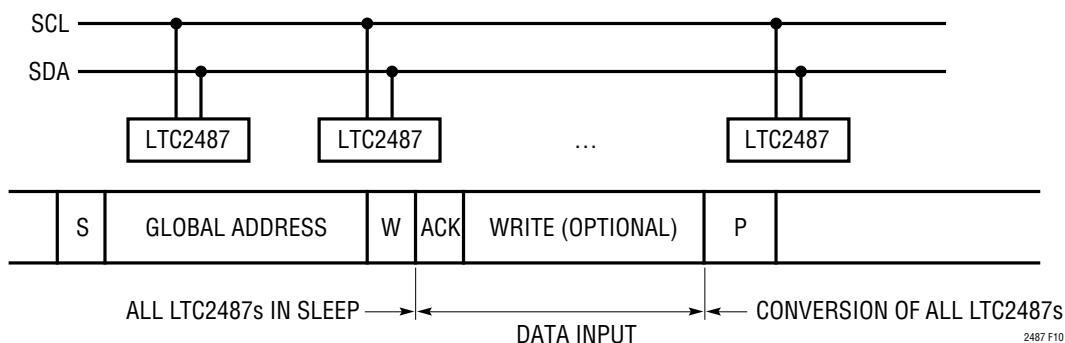 SCL
SDA
LTC2487 LTC2487 … LTC2487
S GLOBAL ADDRESS W ACK WRITE (OPTIONAL) P
ALL LTC2487s IN SLEEP DATA INPUT CONVERSION OF ALL LTC2487s
2487 F10